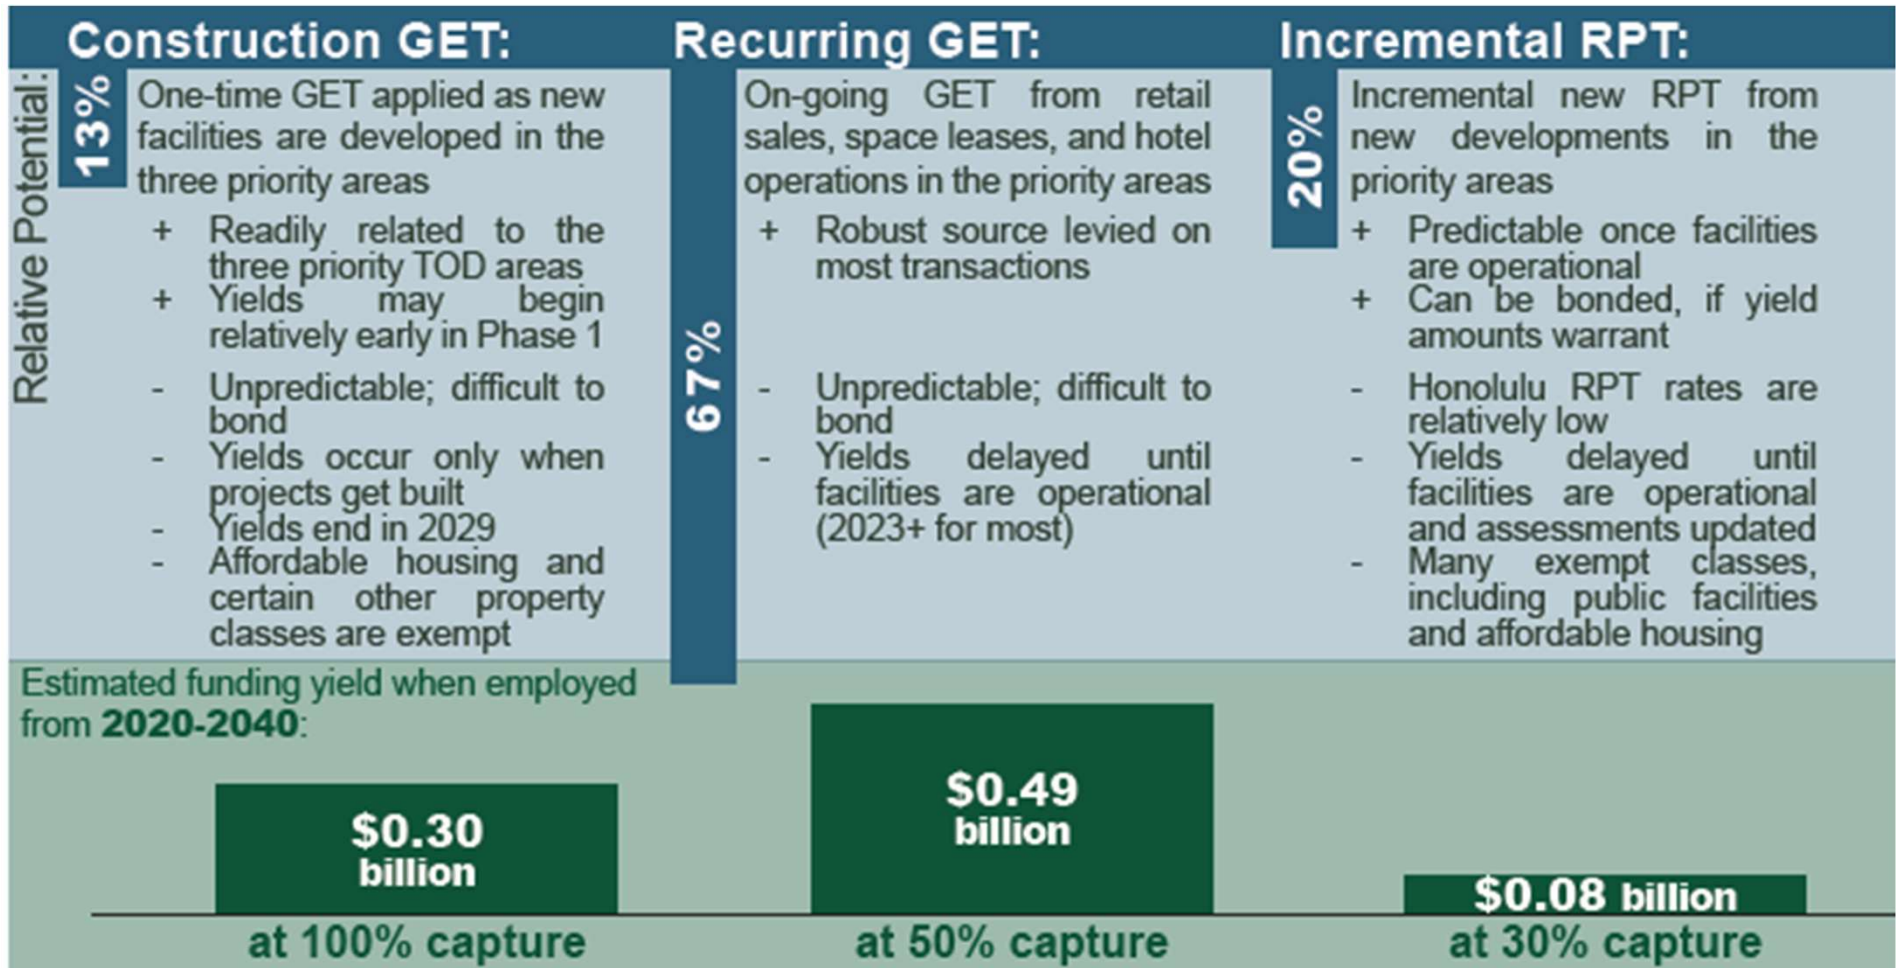 Construction GET:
Relative Potential:
13%
One-time GET applied as new
facilities are developed in the
three priority areas
+ Readily related to the
three priority TOD areas
+ Yields may begin
relatively early in Phase 1
- Unpredictable; difficult to
bond
- Yields occur only when
projects get built
- Yields end in 2029
- Affordable housing and
certain other property
classes are exempt
Recurring GET:
67%
On-going GET from retail
sales, space leases, and hotel
operations in the priority areas
+ Robust source levied on
most transactions
- Unpredictable; difficult to
bond
- Yields delayed until
facilities are operational
(2023+ for most)
Incremental RPT:
20%
Incremental new RPT from
new developments in the
priority areas
+ Predictable once facilities
are operational
+ Can be bonded, if yield
amounts warrant
- Honolulu RPT rates are
relatively low
- Yields delayed until
facilities are operational
and assessments updated
- Many exempt classes,
including public facilities
and affordable housing
Estimated funding yield when employed
from 2020-2040:
$0.30
billion
at 100% capture
$0.49
billion
at 50% capture
$0.08 billion
at 30% capture